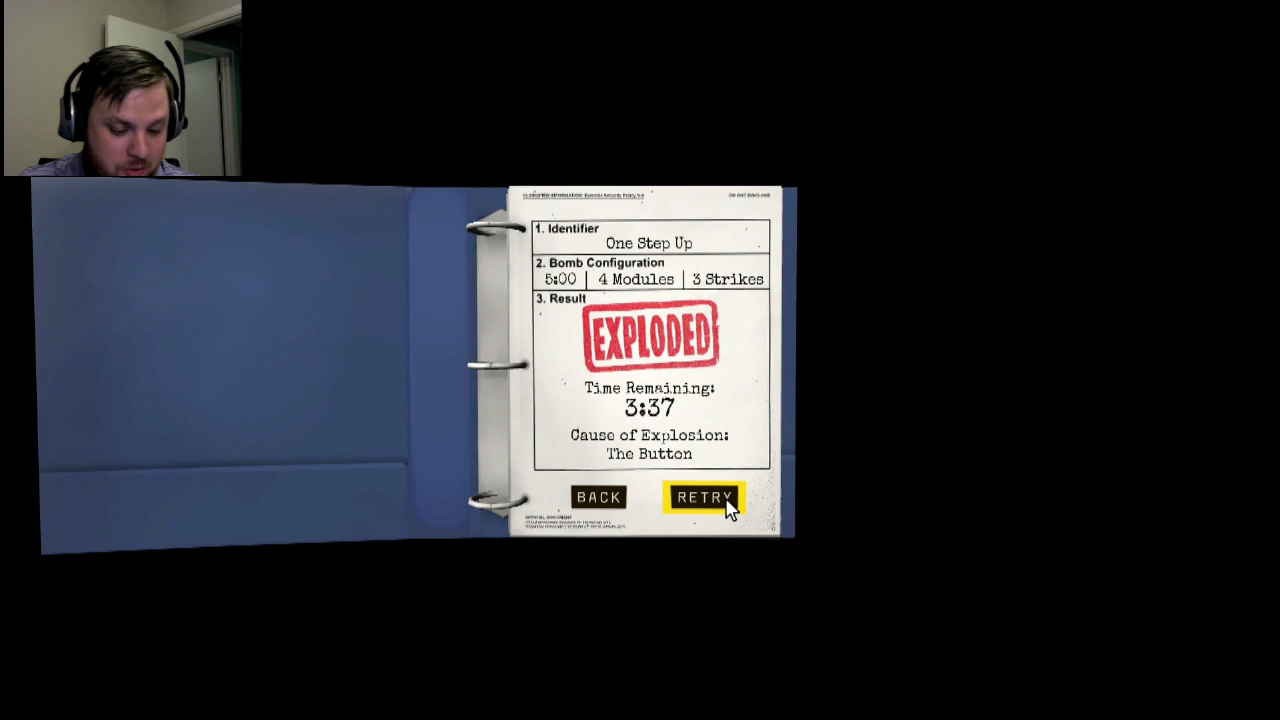 1. Identifier
One Step Up
2. Bomb Configuration
5:00 4 Modules 3 Strikes
3. Result
EXPLODED
Time Remaining:
3:37
Cause of Explosion:
The Button
BACK RETRY